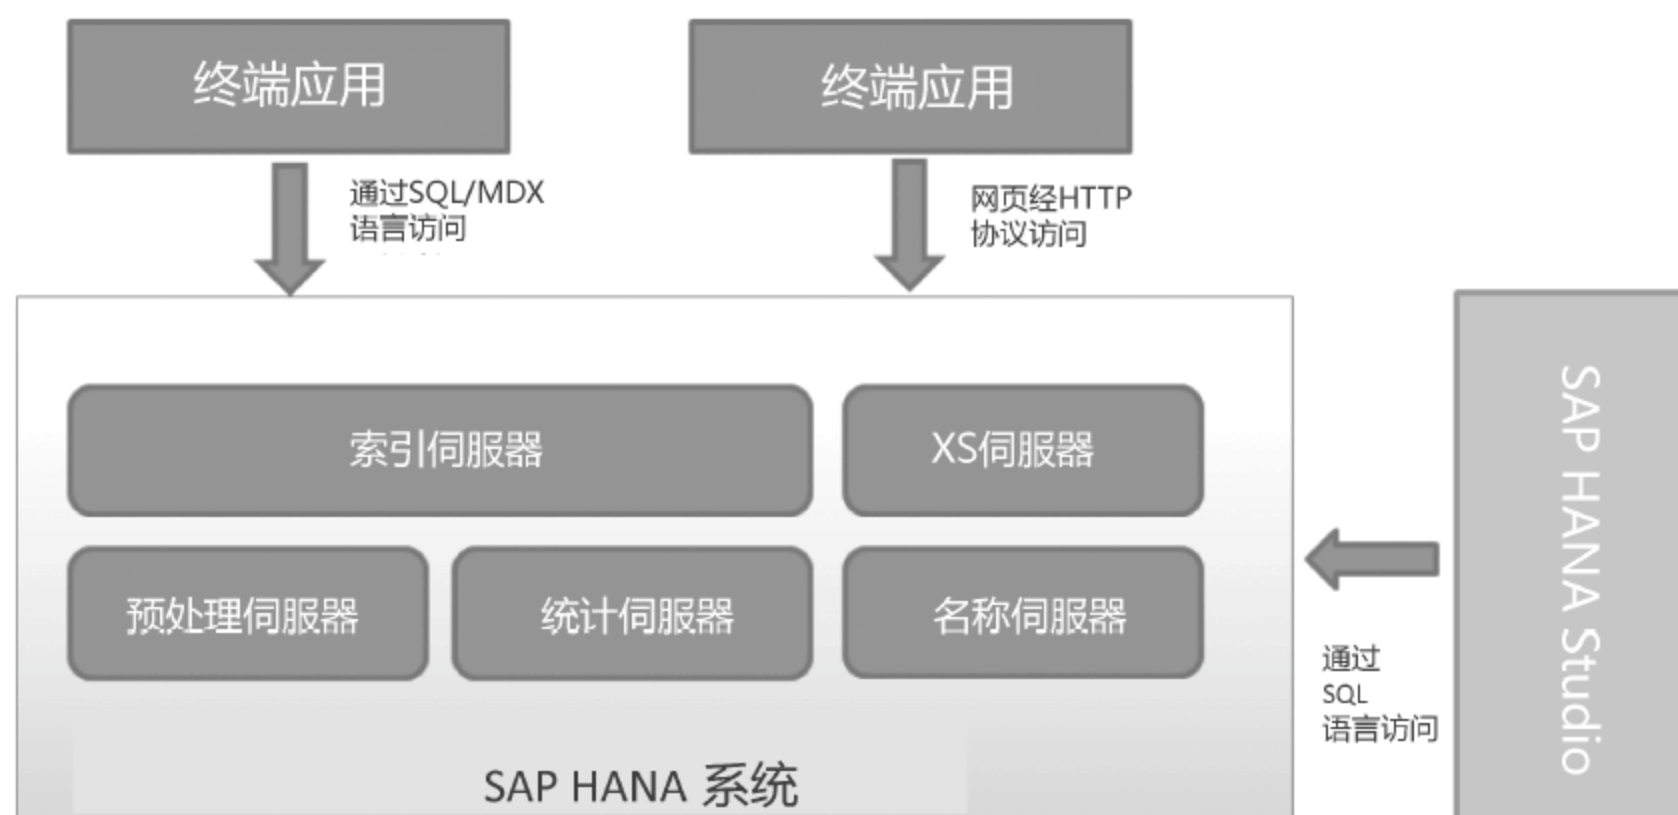 终端应用
终端应用
通过SQL/MDX
语言访问
网页经HTTP
协议访问
索引伺服器
XS伺服器
预处理伺服器
统计伺服器
名称伺服器
SAP HANA 系统
通过
SQL
语言访问
SAP HANA Studio